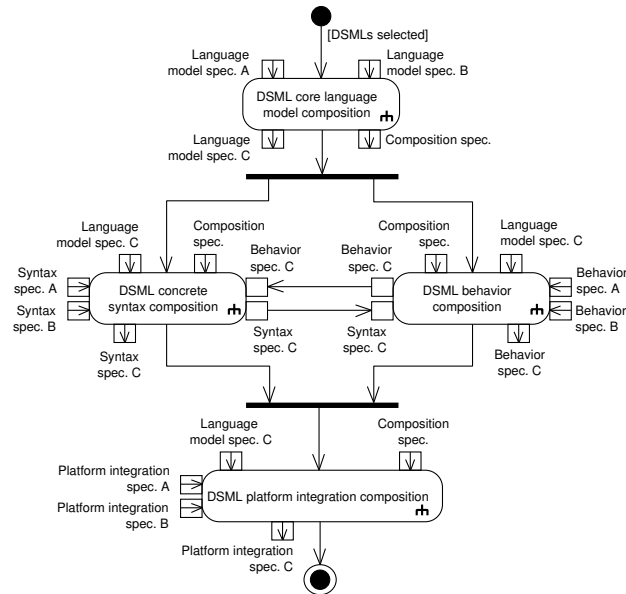 [DSMLs selected]
Language
model spec. A
Language
model spec. B
DSML core language
model composition
Language
model spec. C
Composition spec.
Language
model spec. C
Composition
spec.
Behavior
spec. C
Behavior
spec. C
Composition
spec.
Language
model spec. C
Syntax
spec. A
Syntax
spec. B
DSML concrete
syntax composition
DSML behavior
composition
Behavior
spec. A
Behavior
spec. B
Syntax
spec. C
Syntax
spec. C
Syntax
spec. C
Behavior
spec. C
Language
model spec. C
Composition
spec.
Platform integration
spec. A
Platform integration
spec. B
DSML platform integration composition
Platform integration
spec. C